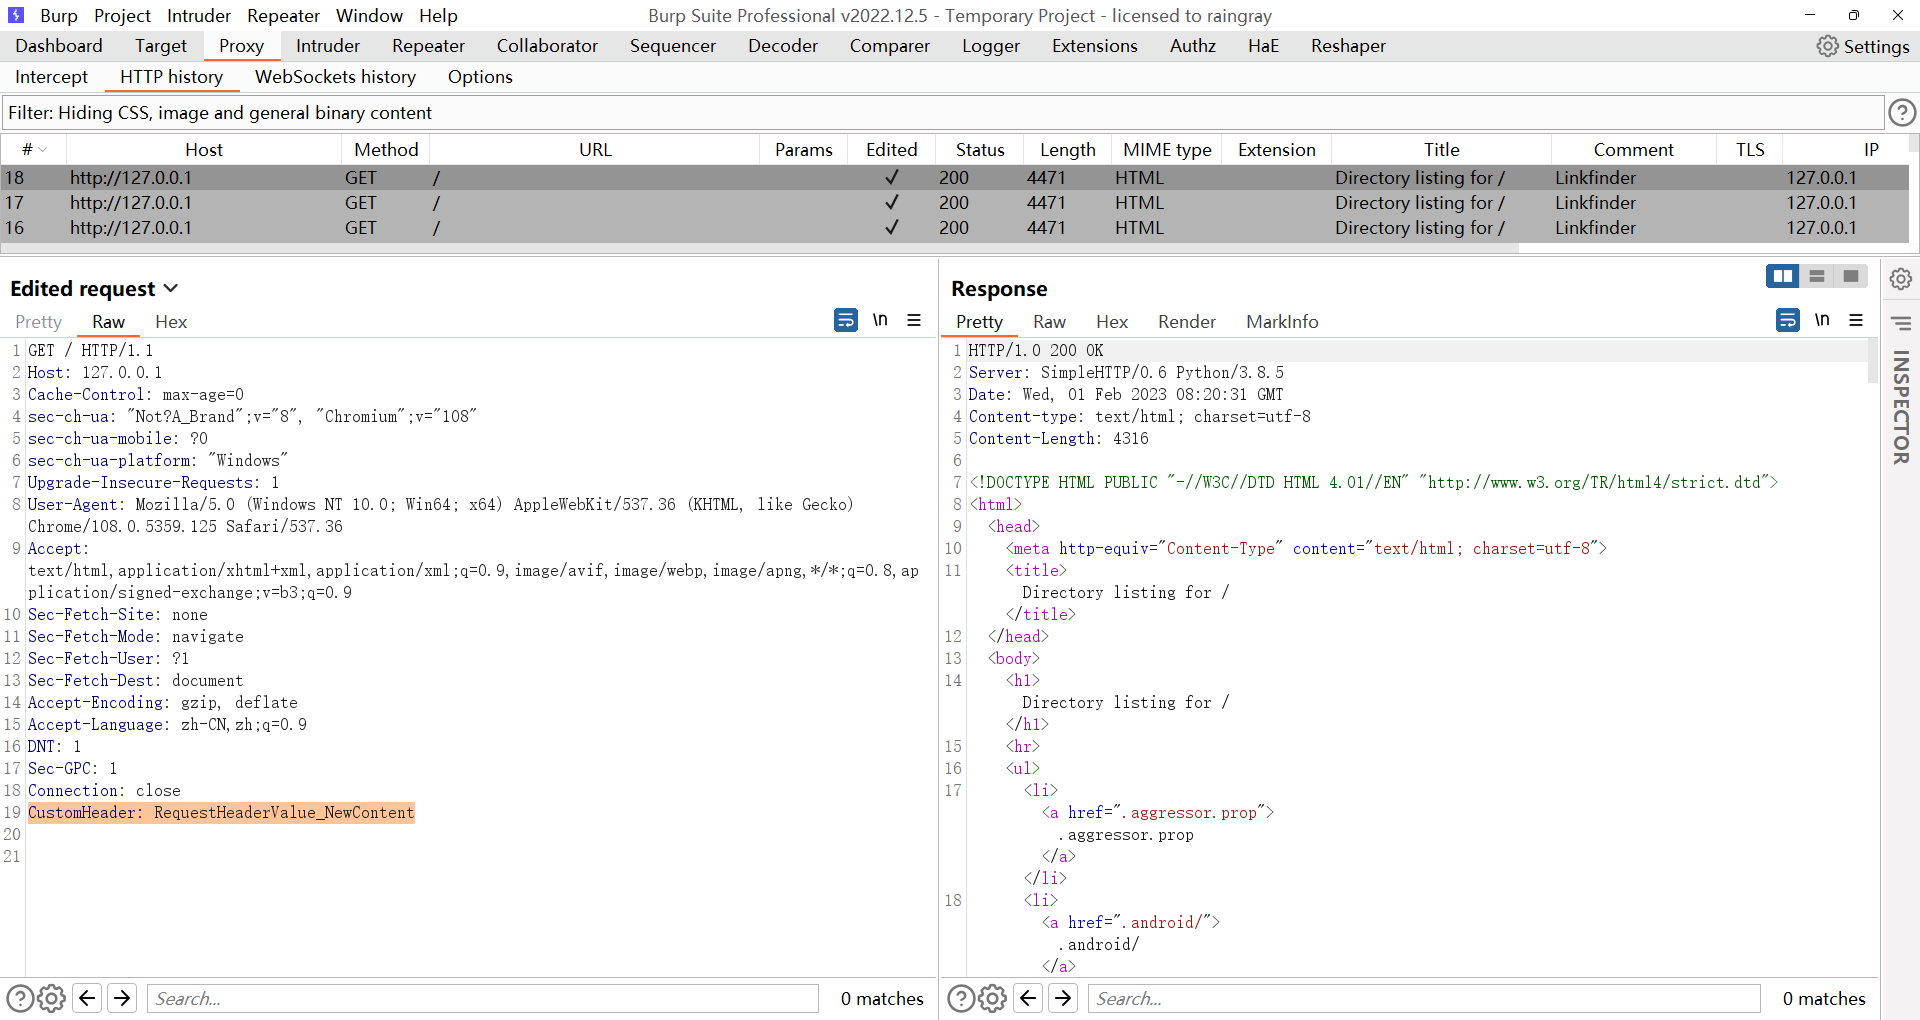 Burp Project Intruder Repeater Window Help Burp Suite Professional v2022.12.5 - Temporary Project - licensed to raingray
Dashboard Target Proxy Intruder Repeater Collaborator Sequencer Decoder Comparer Logger Extensions Authz HaE Reshaper Settings
Intercept HTTP history WebSockets history Options
Filter: Hiding CSS, image and general binary content
# Host Method URL Params Edited Status Length MIME type Extension Title Comment TLS IP
18 http://127.0.0.1 GET / ✓ 200 4471 HTML Directory listing for / Linkfinder 127.0.0.1
17 http://127.0.0.1 GET / ✓ 200 4471 HTML Directory listing for / Linkfinder 127.0.0.1
16 http://127.0.0.1 GET / ✓ 200 4471 HTML Directory listing for / Linkfinder 127.0.0.1
Edited request
Pretty Raw Hex \n
1 GET / HTTP/1.1
2 Host: 127.0.0.1
3 Cache-Control: max-age=0
4 sec-ch-ua: "Not?A_Brand";v="8", "Chromium";v="108"
5 sec-ch-ua-mobile: ?0
6 sec-ch-ua-platform: "Windows"
7 Upgrade-Insecure-Requests: 1
8 User-Agent: Mozilla/5.0 (Windows NT 10.0; Win64; x64) AppleWebKit/537.36 (KHTML, like Gecko)
Chrome/108.0.5359.125 Safari/537.36
9 Accept:
text/html,application/xhtml+xml,application/xml;q=0.9,image/avif,image/webp,image/apng,*/*;q=0.8,ap
plication/signed-exchange;v=b3;q=0.9
10 Sec-Fetch-Site: none
11 Sec-Fetch-Mode: navigate
12 Sec-Fetch-User: ?1
13 Sec-Fetch-Dest: document
14 Accept-Encoding: gzip, deflate
15 Accept-Language: zh-CN,zh;q=0.9
16 DNT: 1
17 Sec-GPC: 1
18 Connection: close
19 CustomHeader: RequestHeaderValue_NewContent
20
21
Search... 0 matches
Response
Pretty Raw Hex Render MarkInfo \n
1 HTTP/1.0 200 OK
2 Server: SimpleHTTP/0.6 Python/3.8.5
3 Date: Wed, 01 Feb 2023 08:20:31 GMT
4 Content-type: text/html; charset=utf-8
5 Content-Length: 4316
6
7 <!DOCTYPE HTML PUBLIC "-//W3C//DTD HTML 4.01//EN" "http://www.w3.org/TR/html4/strict.dtd">
8 <html>
9 <head>
10 <meta http-equiv="Content-Type" content="text/html; charset=utf-8">
11 <title>
Directory listing for /
</title>
12 </head>
13 <body>
14 <h1>
Directory listing for /
</h1>
15 <hr>
16 <ul>
17 <li>
<a href=".aggressor.prop">
.aggressor.prop
</a>
</li>
18 <li>
<a href=".android/">
.android/
</a>
Search... 0 matches
INSPECTOR